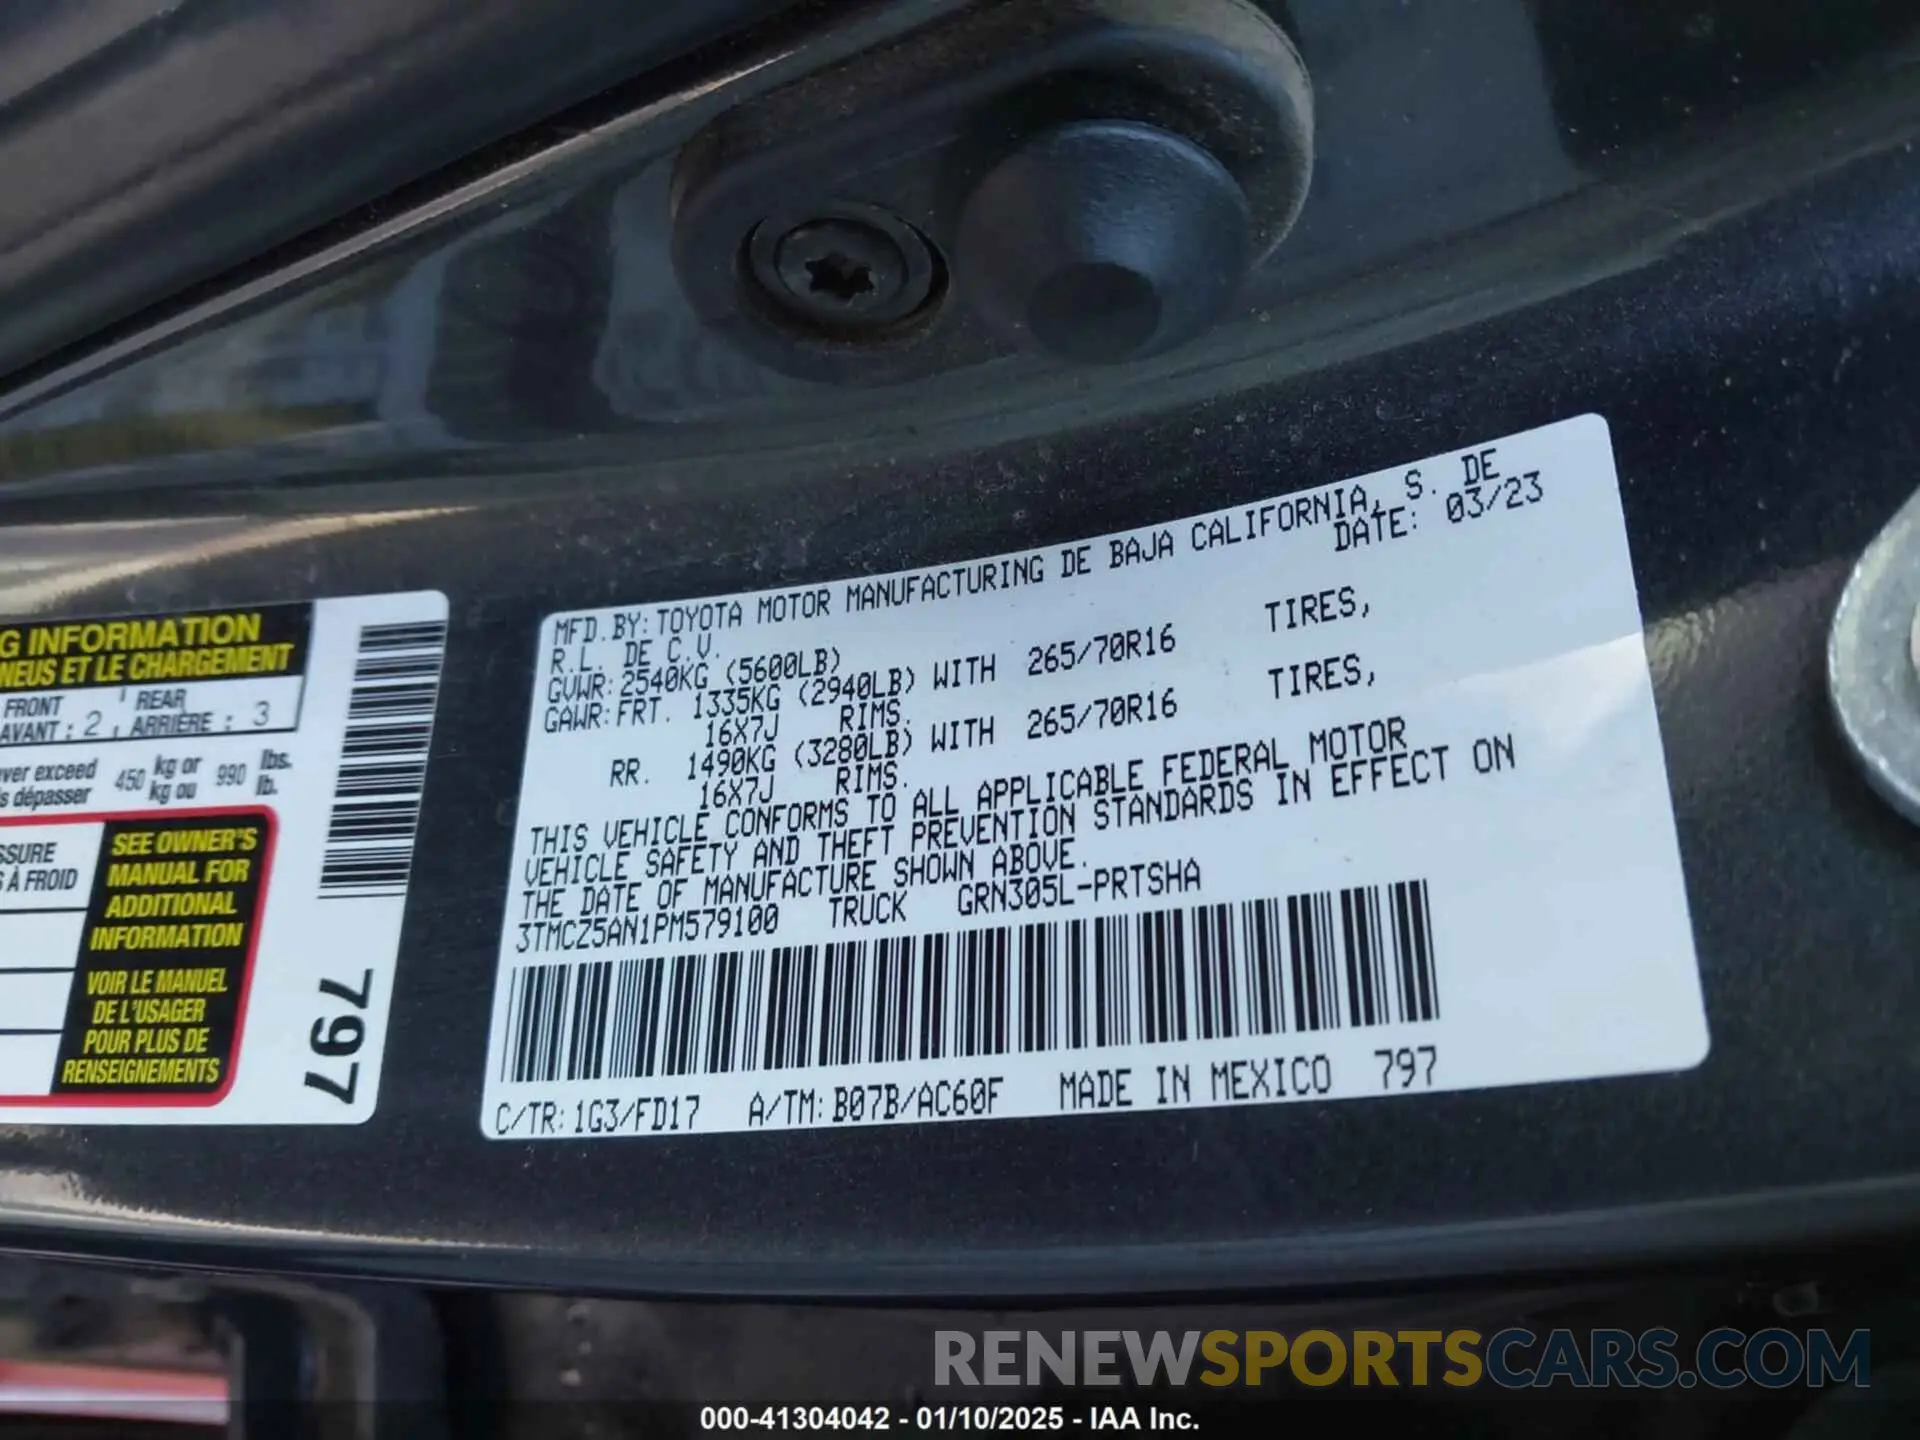 G INFORMATION
NEUS ET LE CHARGEMENT
FRONT REAR
AVANT : 2 , ARRIÈRE : 3
ver exceed 450 kg or 990 lbs.
s dépasser kg ou lb.
SSURE
S À FROID
SEE OWNER'S
MANUAL FOR
ADDITIONAL
INFORMATION
VOIR LE MANUEL
DE L'USAGER
POUR PLUS DE
RENSEIGNEMENTS
797
MFD. BY: TOYOTA MOTOR MANUFACTURING DE BAJA CALIFORNIA, S. DE
R.L. DE C.V. DATE: 03/23
GVWR: 2540KG (5600LB)
GAWR: FRT. 1335KG (2940LB) WITH 265/70R16 TIRES,
16X7J RIMS.
RR. 1490KG (3280LB) WITH 265/70R16 TIRES,
16X7J RIMS.
THIS VEHICLE CONFORMS TO ALL APPLICABLE FEDERAL MOTOR
VEHICLE SAFETY AND THEFT PREVENTION STANDARDS IN EFFECT ON
THE DATE OF MANUFACTURE SHOWN ABOVE.
3TMCZ5AN1PM579100 TRUCK GRN305L-PRTSHA
C/TR: 1G3/FD17 A/TM: B07B/AC60F MADE IN MEXICO 797
RENEWSPORTSCARS.COM
000-41304042 - 01/10/2025 - IAA Inc.